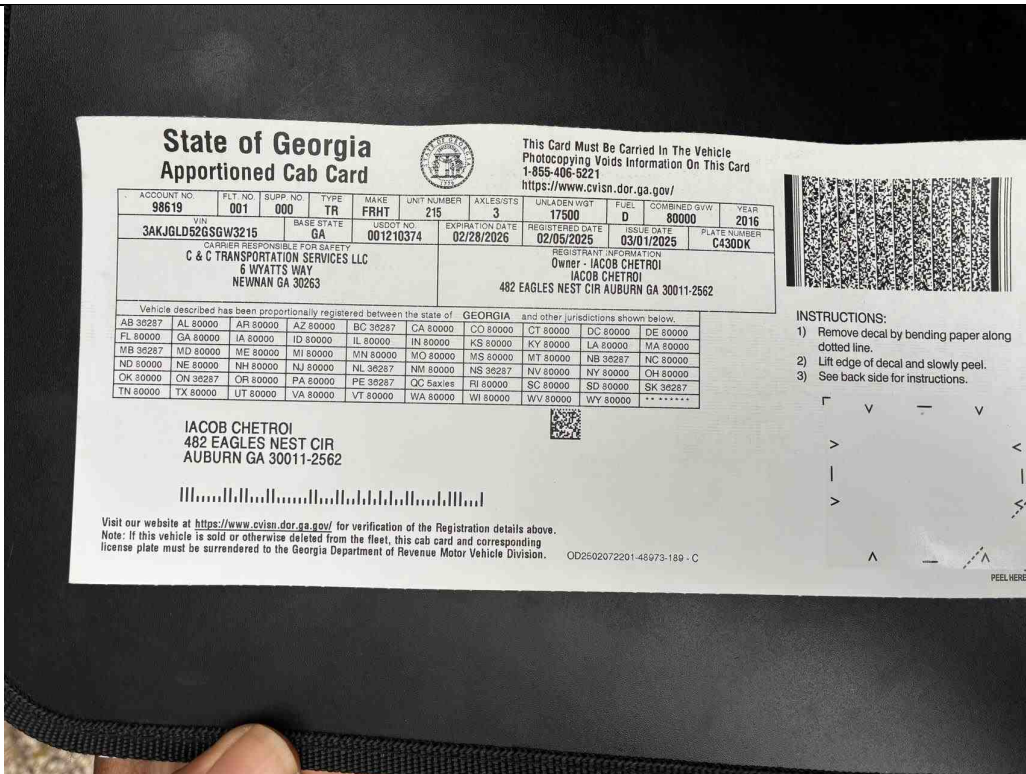 State of Georgia
Apportioned Cab Card
This Card Must Be Carried In The Vehicle
Photocopying Voids Information On This Card
1-855-406-5221
https://www.cvisn.dor.ga.gov/
ACCOUNT NO. FLT. NO. SUPP. NO. TYPE MAKE UNIT NUMBER AXLES/STS UNLADEN WGT FUEL COMBINED GVW YEAR
98619 001 000 TR FRHT 215 3 17500 D 80000 2016
VIN BASE STATE USDOT NO. EXPIRATION DATE REGISTERED DATE ISSUE DATE PLATE NUMBER
3AKJGLD52GSGW3215 GA 001210374 02/28/2026 02/05/2025 03/01/2025 C430DK
CARRIER RESPONSIBLE FOR SAFETY
C & C TRANSPORTATION SERVICES LLC
6 WYATTS WAY
NEWNAN GA 30263
REGISTRANT INFORMATION
Owner - IACOB CHETROI
IACOB CHETROI
482 EAGLES NEST CIR AUBURN GA 30011-2562
Vehicle described has been proportionally registered between the state of GEORGIA and other jurisdictions shown below.
AB 36287 AL 80000 AR 80000 AZ 80000 BC 36287 CA 80000 CO 80000 CT 80000 DC 80000 DE 80000
FL 80000 GA 80000 IA 80000 ID 80000 IL 80000 IN 80000 KS 80000 KY 80000 LA 80000 MA 80000
MB 36287 MD 80000 ME 80000 MI 80000 MN 80000 MO 80000 MS 80000 MT 80000 NB 36287 NC 80000
ND 80000 NE 80000 NH 80000 NJ 80000 NL 36287 NM 80000 NS 36287 NV 80000 NY 80000 OH 80000
OK 80000 ON 36287 OR 80000 PA 80000 PE 36287 QC 5axles RI 80000 SC 80000 SD 80000 SK 36287
TN 80000 TX 80000 UT 80000 VA 80000 VT 80000 WA 80000 WI 80000 WV 80000 WY 80000 ** ******
IACOB CHETROI
482 EAGLES NEST CIR
AUBURN GA 30011-2562
Visit our website at https://www.cvisn.dor.ga.gov/ for verification of the Registration details above.
Note: If this vehicle is sold or otherwise deleted from the fleet, this cab card and corresponding
license plate must be surrendered to the Georgia Department of Revenue Motor Vehicle Division.
OD2502072201-48973-189 - C
INSTRUCTIONS:
1) Remove decal by bending paper along
dotted line.
2) Lift edge of decal and slowly peel.
3) See back side for instructions.
PEEL HERE